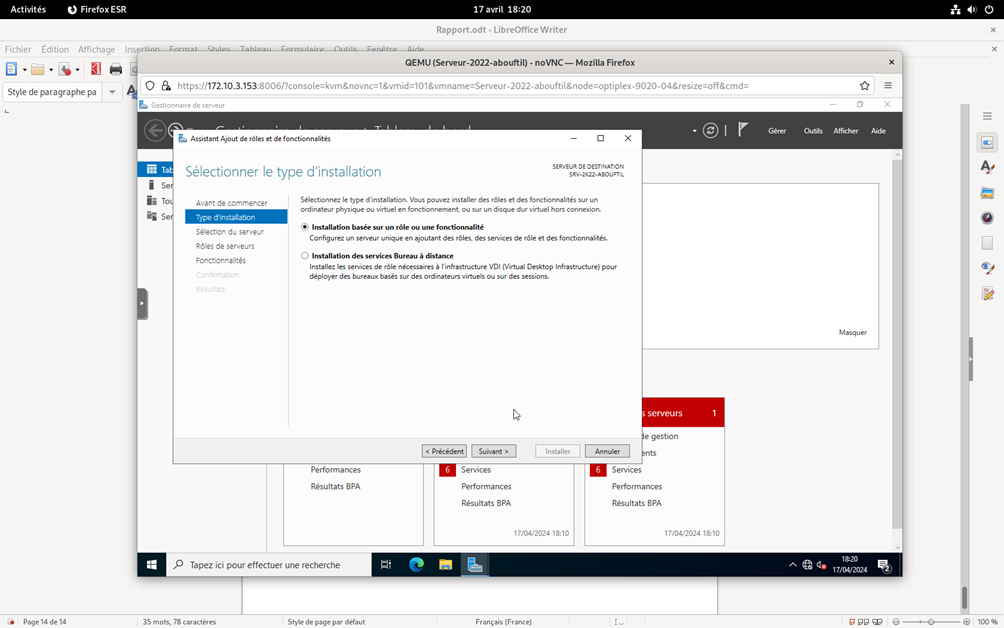 Activités
Firefox ESR
17 avril 18:20
Rapport.odt - LibreOffice Writer
Fichier Édition Affichage Insertion Format Styles Tableau Formulaire Outils Fenêtre Aide
QEMU (Serveur-2022-abouftil) - noVNC — Mozilla Firefox
https://172.10.3.153:8006/?console=kvm&novnc=1&vmid=101&vmname=Serveur-2022-abouftil&node=optiplex-9020-04&resize=off&cmd=
Style de paragraphe pa
Gestionnaire de serveur
Gérer Outils Afficher Aide
Assistant Ajout de rôles et de fonctionnalités
Sélectionner le type d'installation
SERVEUR DE DESTINATION
SRV-2K22-ABOUFTIL
Avant de commencer
Type d'installation
Sélection du serveur
Rôles de serveurs
Fonctionnalités
Confirmation
Résultats
Sélectionnez le type d'installation. Vous pouvez installer des rôles et des fonctionnalités sur un
ordinateur physique ou virtuel en fonctionnement, ou sur un disque dur virtuel hors connexion.
Installation basée sur un rôle ou une fonctionnalité
Configurez un serveur unique en ajoutant des rôles, des services de rôle et des fonctionnalités.
Installation des services Bureau à distance
Installez les services de rôle nécessaires à l'infrastructure VDI (Virtual Desktop Infrastructure) pour
déployer des bureaux basés sur des ordinateurs virtuels ou sur des sessions.
< Précédent Suivant > Installer Annuler
Tab
Ser
Tou
Ser
Masquer
s serveurs 1
de gestion
ents
Performances
Résultats BPA
6 Services
Performances
Résultats BPA
17/04/2024 18:10
6 Services
Performances
Résultats BPA
17/04/2024 18:10
Tapez ici pour effectuer une recherche
18:20
17/04/2024
2
Page 14 de 14
35 mots, 78 caractères
Style de page par défaut
Français (France)
100 %